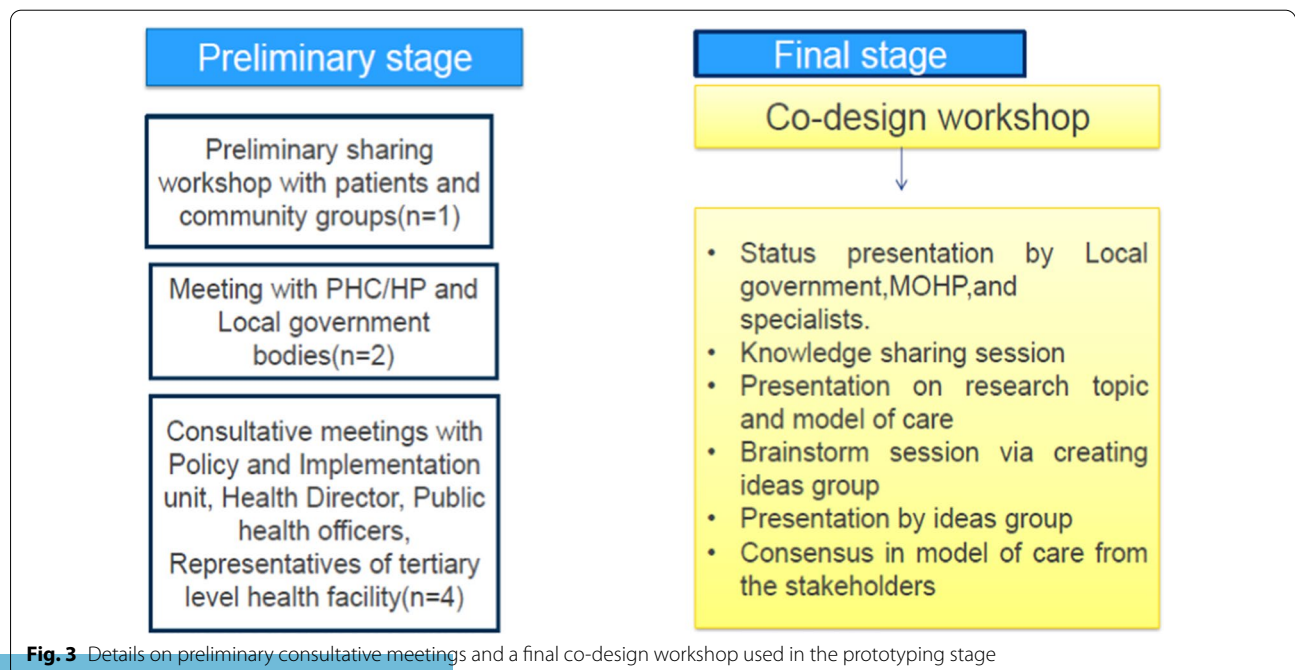 Preliminary stage
Preliminary sharing
workshop with patients and
community groups(n=1)
Meeting with PHC/HP and
Local government
bodies(n=2)
Consultative meetings with
Policy and Implementation
unit, Health Director, Public
health officers,
Representatives of tertiary
level health facility(n=4)
Final stage
Co-design workshop
• Status presentation by Local
government,MOHP,and
specialists.
• Knowledge sharing session
• Presentation on research topic
and model of care
• Brainstorm session via creating
ideas group
• Presentation by ideas group
• Consensus in model of care from
the stakeholders
Fig. 3 Details on preliminary consultative meetings and a final co-design workshop used in the prototyping stage